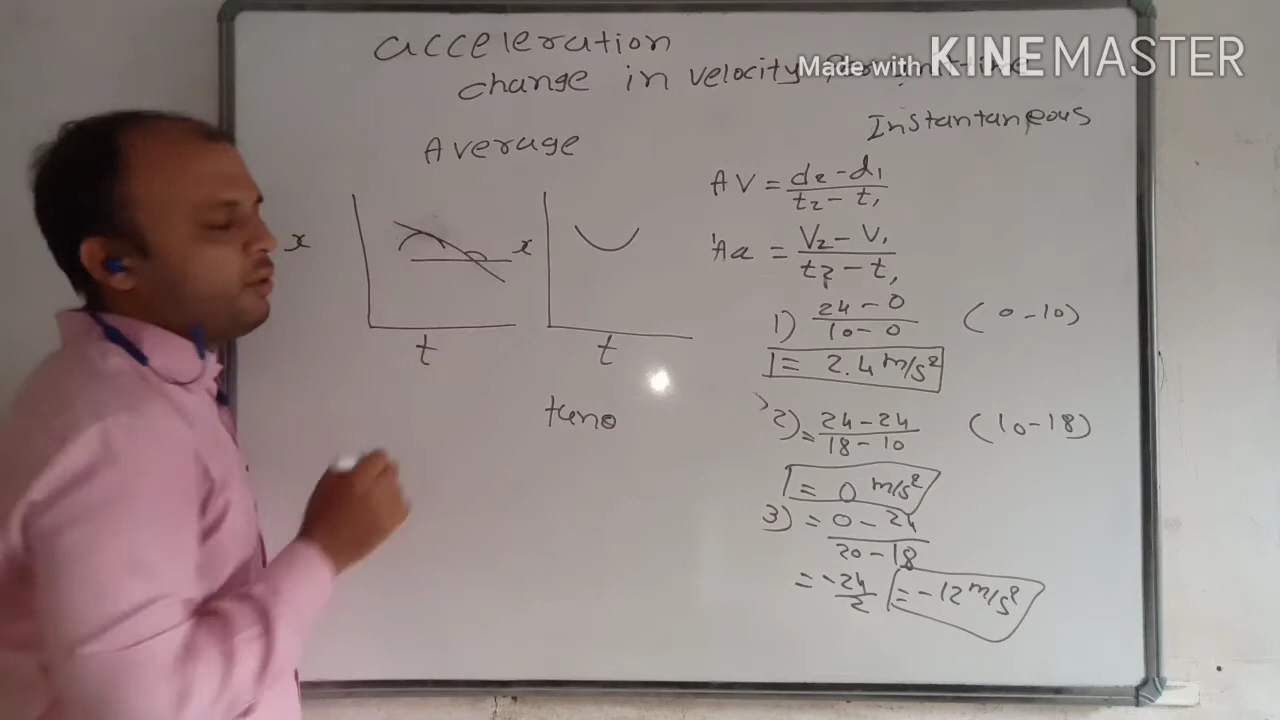 acceleration
change in velocity
Made with KINEMASTER
Instantaneous
Average
AV = d2 - d1 / t2 - t1
Aa = V2 - V1 / t2 - t1
x
t
x
t
1) 24 - 0 / 10 - 0 (0 - 10)
= 2.4 m/s²
2) = 24 - 24 / 18 - 10 (10 - 18)
= 0 m/s²
3) = 0 - 24 / 20 - 18
= -24 / 2 = -12 m/s²
tanθ